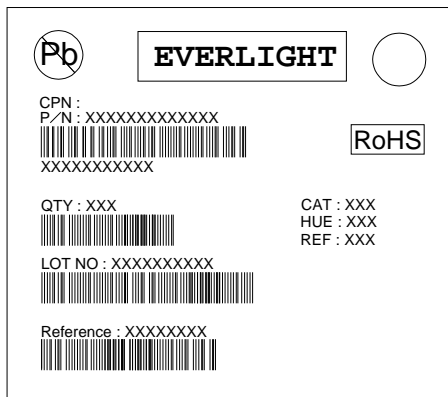 Pb
EVERLIGHT
CPN :
P/N : XXXXXXXXXXXXX
RoHS
XXXXXXXXXXX
QTY : XXX
CAT : XXX
HUE : XXX
REF : XXX
LOT NO : XXXXXXXXXX
Reference : XXXXXXXX